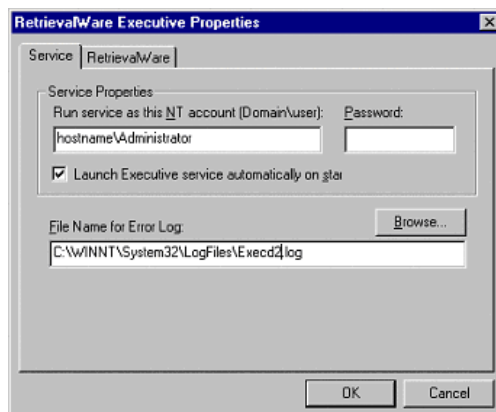 RetrievalWare Executive Properties
Service RetrievalWare
Service Properties
Run service as this NT account (Domain\user): Password:
hostname\Administrator
Launch Executive service automatically on star
File Name for Error Log:
Browse...
C:\WINNT\System32\LogFiles\Execd2.log
OK Cancel